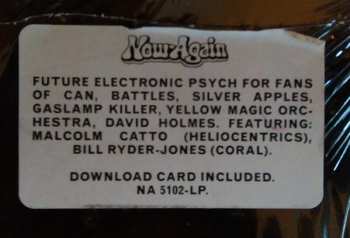 Now-Again
FUTURE ELECTRONIC PSYCH FOR FANS
OF CAN, BATTLES, SILVER APPLES,
GASLAMP KILLER, YELLOW MAGIC ORC-
HESTRA, DAVID HOLMES. FEATURING:
MALCOLM CATTO (HELIOCENTRICS),
BILL RYDER-JONES (CORAL).
DOWNLOAD CARD INCLUDED.
NA 5102-LP.